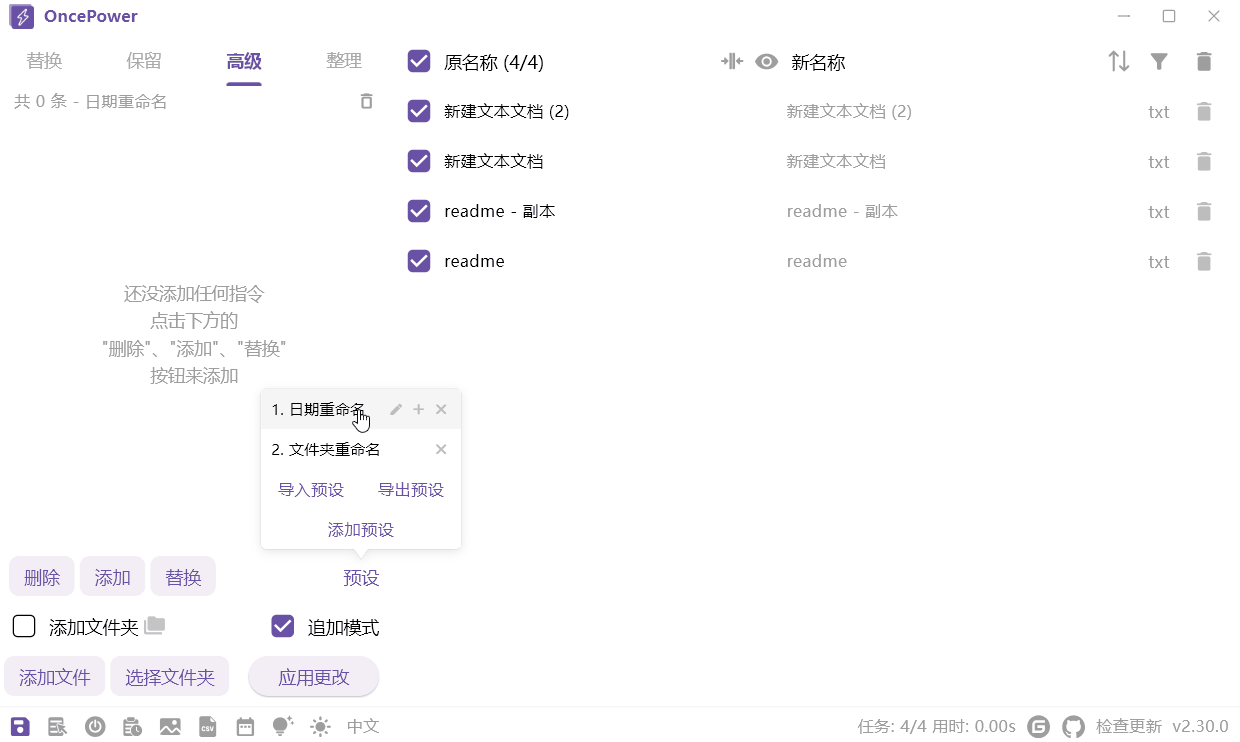 OncePower
替换 保留 高级 整理
共 0 条 - 日期重命名
还没添加任何指令
点击下方的
"删除"、"添加"、"替换"
按钮来添加
1. 日期重命名
2. 文件夹重命名
导入预设 导出预设
添加预设
删除 添加 替换 预设
添加文件夹 追加模式
添加文件 选择文件夹 应用更改
原名称 (4/4) 新名称
新建文本文档 (2) 新建文本文档 (2) txt
新建文本文档 新建文本文档 txt
readme - 副本 readme - 副本 txt
readme readme txt
CSV 中文 任务: 4/4 用时: 0.00s G 检查更新 v2.30.0